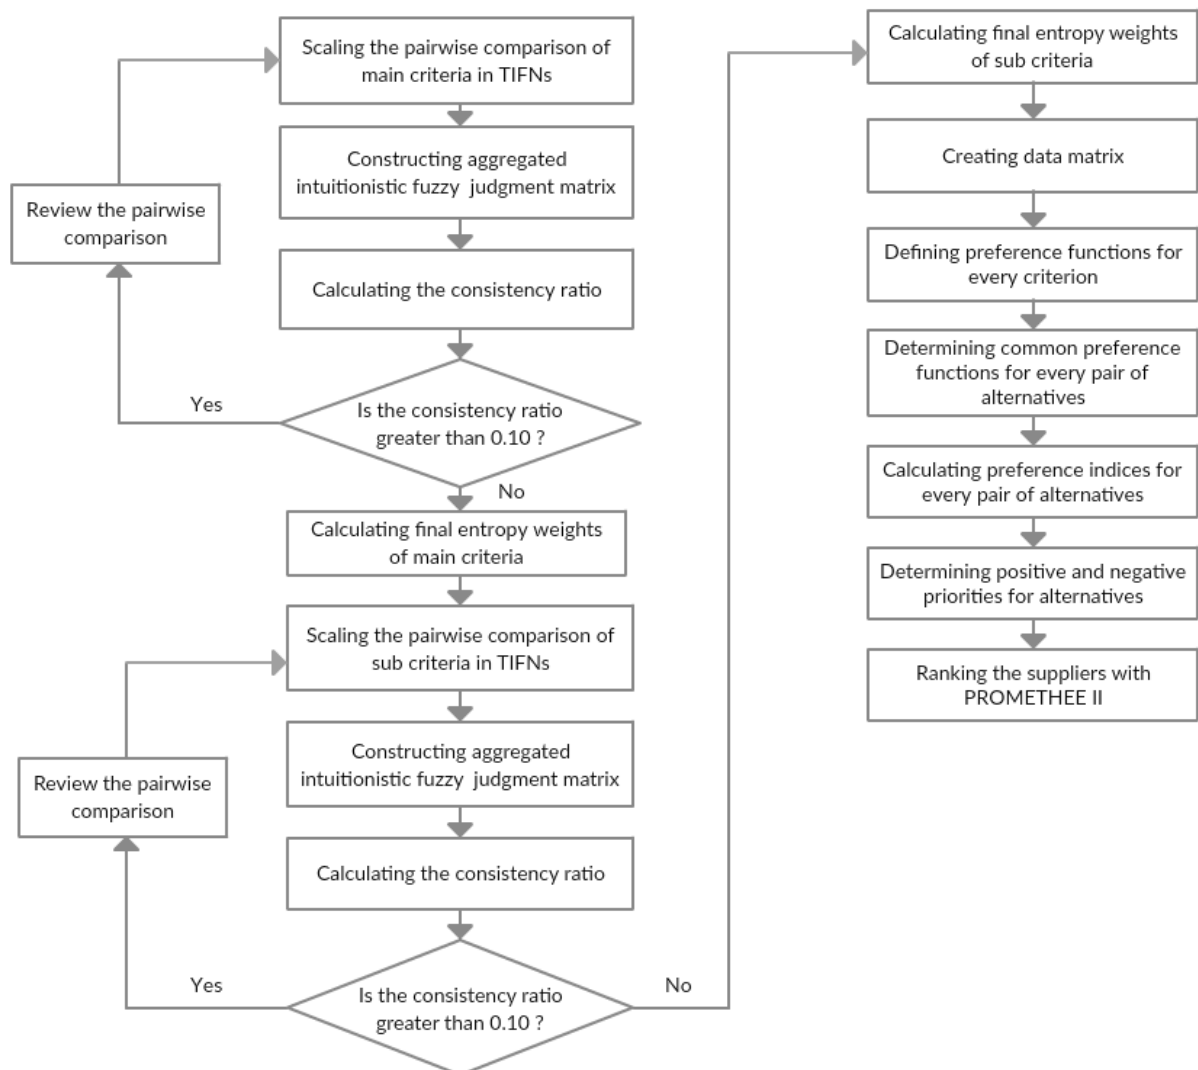 Scaling the pairwise comparison of
main criteria in TIFNs
Constructing aggregated
intuitionistic fuzzy judgment matrix
Review the pairwise
comparison
Calculating the consistency ratio
Yes
Is the consistency ratio
greater than 0.10 ?
No
Calculating final entropy weights
of main criteria
Scaling the pairwise comparison of
sub criteria in TIFNs
Constructing aggregated
intuitionistic fuzzy judgment matrix
Review the pairwise
comparison
Calculating the consistency ratio
Yes
Is the consistency ratio
greater than 0.10 ?
No
Calculating final entropy weights
of sub criteria
Creating data matrix
Defining preference functions for
every criterion
Determining common preference
functions for every pair of
alternatives
Calculating preference indices for
every pair of alternatives
Determining positive and negative
priorities for alternatives
Ranking the suppliers with
PROMETHEE II